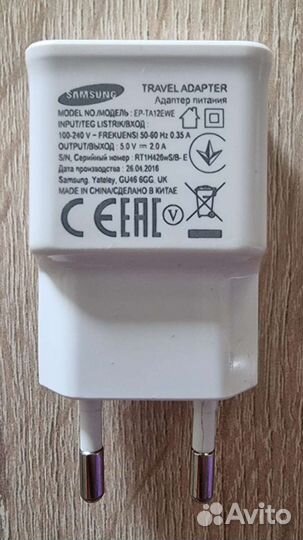 SAMSUNG
TRAVEL ADAPTER
Адаптер питания
MODEL NO./МОДЕЛЬ : EP-TA12EWE
INPUT/TEG LISTRIK/ВХОД :
100-240 V ~ FREKUENSI 50-60 Hz 0.35 A
OUTPUT/ВЫХОД : 5.0 V ⎓ 2.0 A
S/N, Серийный номер : RT1H426wS/B- E
Дата производства : 26.04.2016
Samsung. Yateley, GU46 6GG. UK
MADE IN CHINA/СДЕЛАНО В КИТАЕ
CE EAC V
Avito